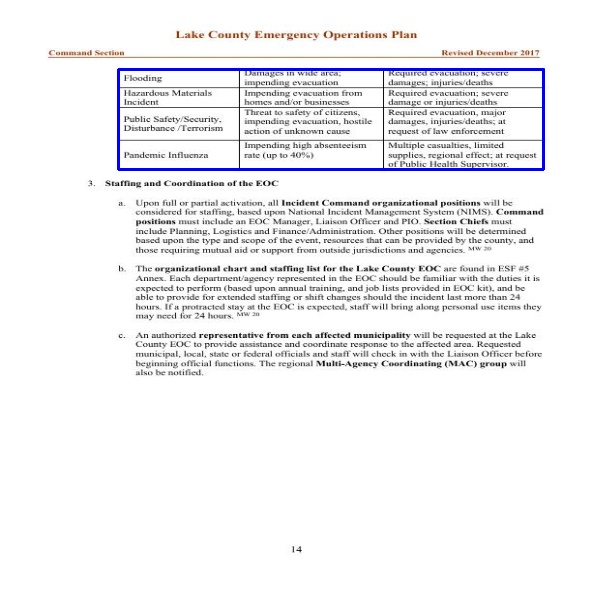 Lake County Emergency Operations Plan
Command Section Revised December 2017
Flooding
Damages in wide area;
impending evacuation
Required evacuation; severe
damages; injuries/deaths
Hazardous Materials
Incident
Impending evacuation from
homes and/or businesses
Required evacuation; severe
damage or injuries/deaths
Public Safety/Security,
Disturbance /Terrorism
Threat to safety of citizens,
impending evacuation, hostile
action of unknown cause
Required evacuation, major
damages, injuries/deaths; at
request of law enforcement
Pandemic Influenza
Impending high absenteeism
rate (up to 40%)
Multiple casualties, limited
supplies, regional effect; at request
of Public Health Supervisor.
3. Staffing and Coordination of the EOC
a. Upon full or partial activation, all Incident Command organizational positions will be
considered for staffing, based upon National Incident Management System (NIMS). Command
positions must include an EOC Manager, Liaison Officer and PIO. Section Chiefs must
include Planning, Logistics and Finance/Administration. Other positions will be determined
based upon the type and scope of the event, resources that can be provided by the county, and
those requiring mutual aid or support from outside jurisdictions and agencies. MW 20
b. The organizational chart and staffing list for the Lake County EOC are found in ESF #5
Annex. Each department/agency represented in the EOC should be familiar with the duties it is
expected to perform (based upon annual training, and job lists provided in EOC kit), and be
able to provide for extended staffing or shift changes should the incident last more than 24
hours. If a protracted stay at the EOC is expected, staff will bring along personal use items they
may need for 24 hours. MW 20
c. An authorized representative from each affected municipality will be requested at the Lake
County EOC to provide assistance and coordinate response to the affected area. Requested
municipal, local, state or federal officials and staff will check in with the Liaison Officer before
beginning official functions. The regional Multi-Agency Coordinating (MAC) group will
also be notified.
14